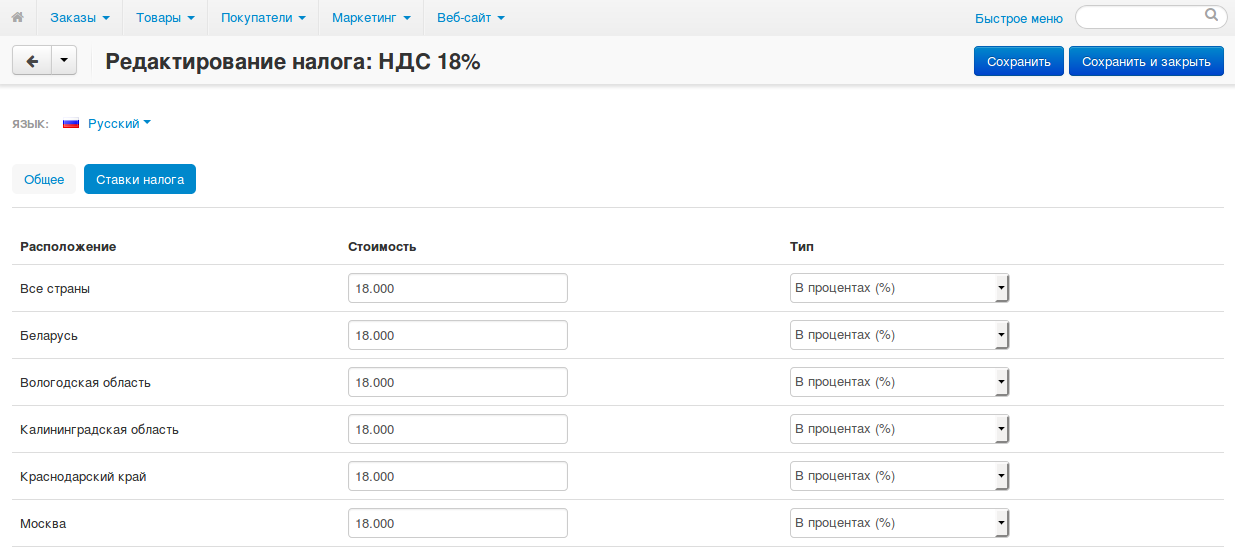 Заказы Товары Покупатели Маркетинг Веб-сайт Быстрое меню
Редактирование налога: НДС 18% Сохранить Сохранить и закрыть
ЯЗЫК: Русский
Общее Ставки налога
Расположение Стоимость Тип
Все страны 18.000 В процентах (%)
Беларусь 18.000 В процентах (%)
Вологодская область 18.000 В процентах (%)
Калининградская область 18.000 В процентах (%)
Краснодарский край 18.000 В процентах (%)
Москва 18.000 В процентах (%)